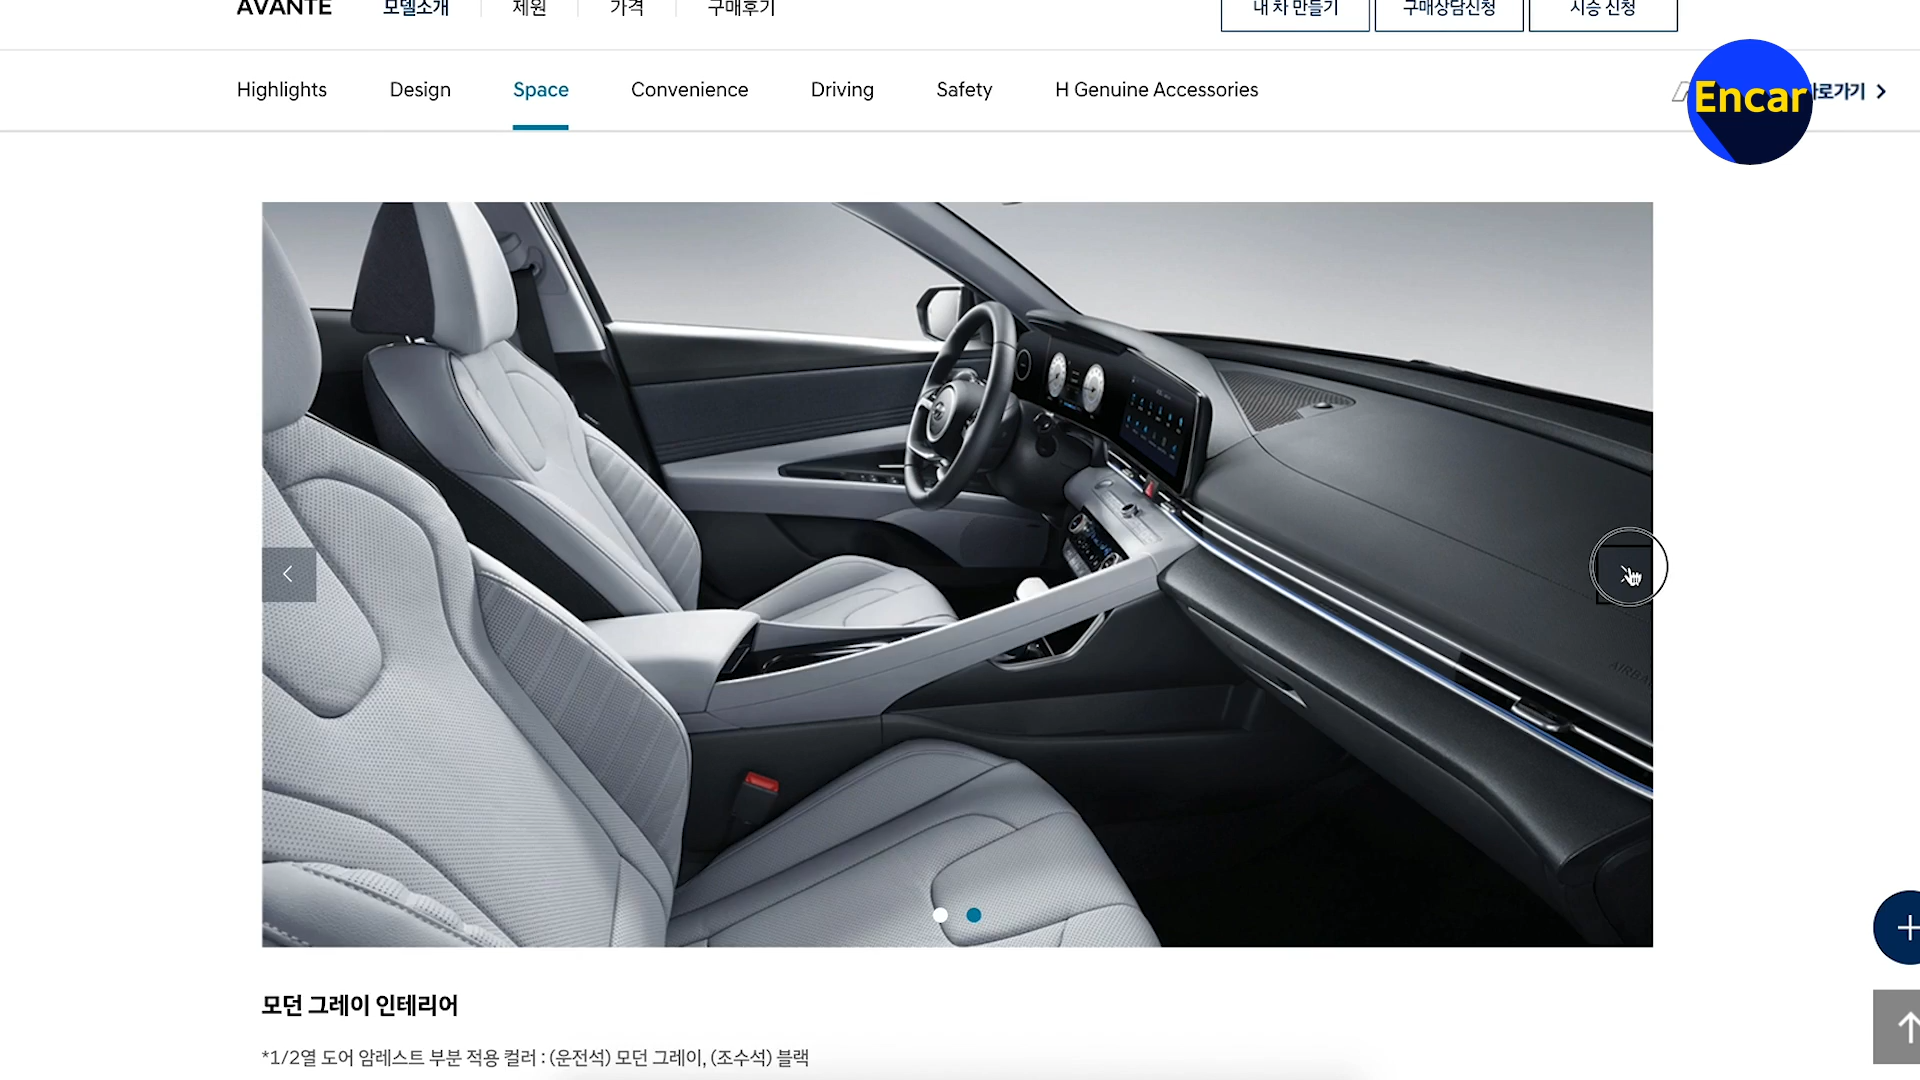 AVANTE 모델소개 제원 가격 구매후기 내 차 만들기 구매상담신청 시승 신청
Highlights Design Space Convenience Driving Safety H Genuine Accessories
Encar
바로가기
AIRBAG
모던 그레이 인테리어
*1/2열 도어 암레스트 부분 적용 컬러 : (운전석) 모던 그레이, (조수석) 블랙